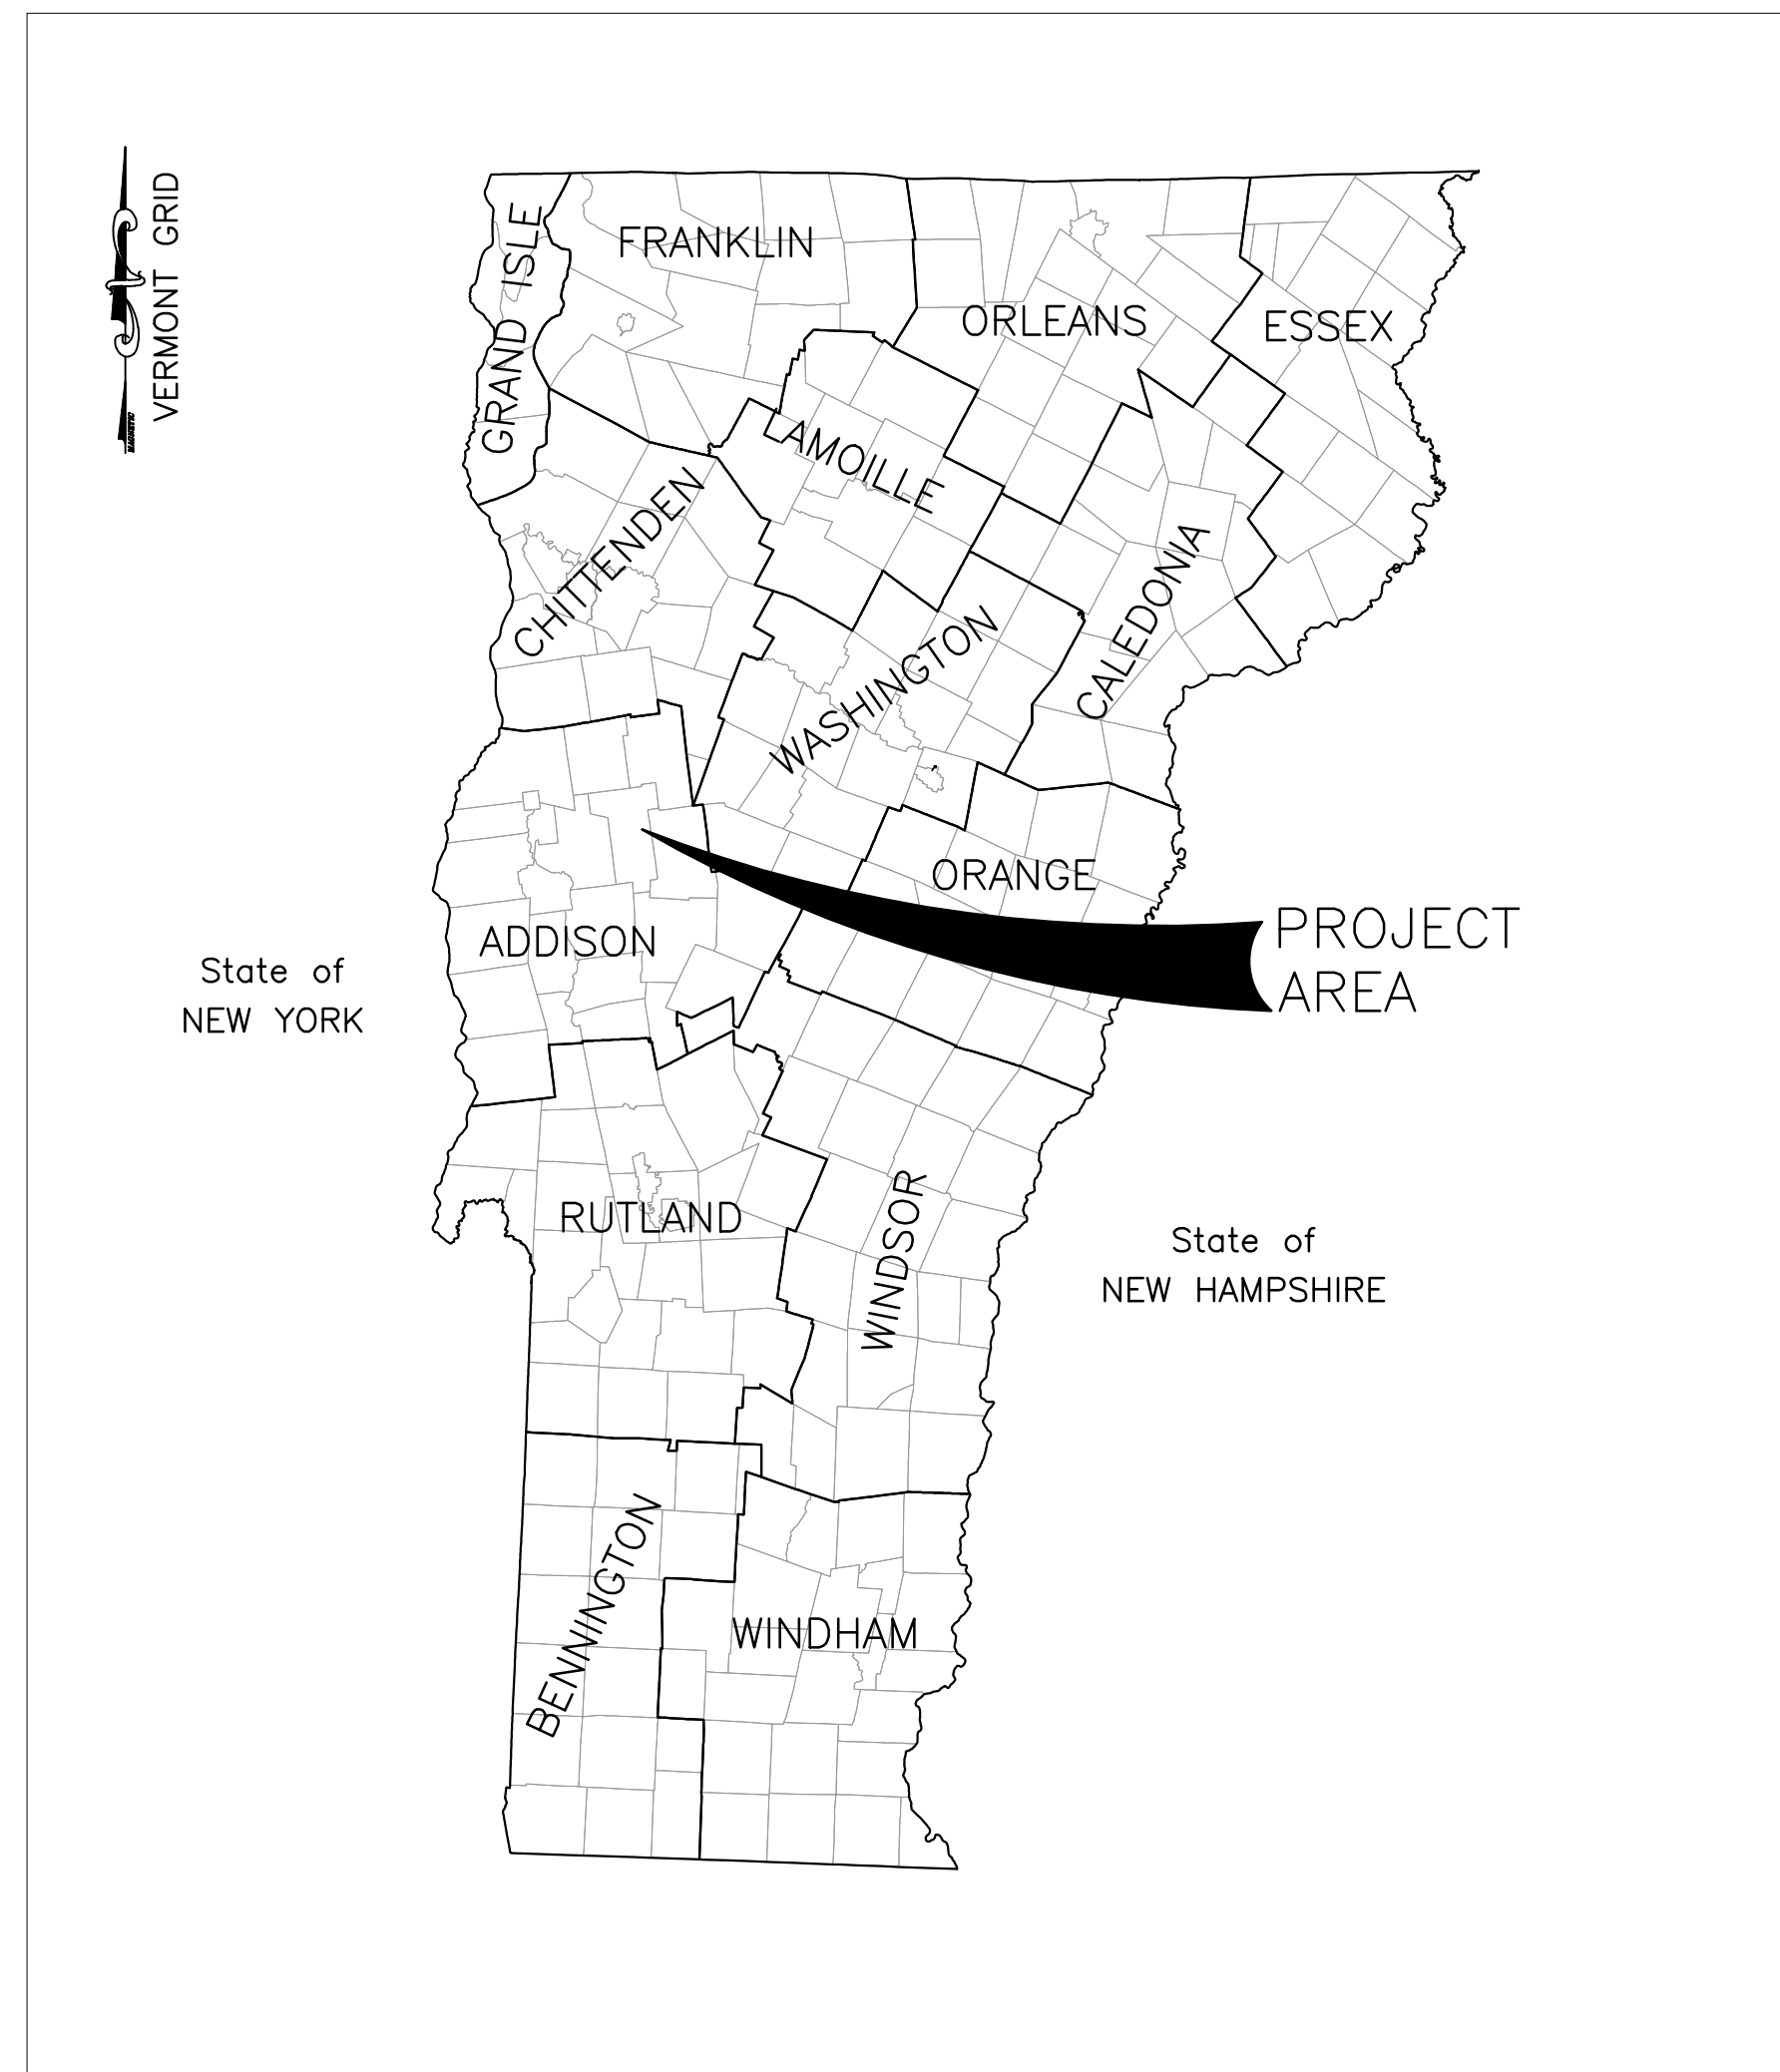 VERMONT GRID
MAGNETIC
GRAND ISLE
FRANKLIN
ORLEANS
ESSEX
LAMOILLE
CHITTENDEN
CALEDONIA
WASHINGTON
ORANGE
PROJECT
AREA
ADDISON
State of
NEW YORK
RUTLAND
WINDSOR
State of
NEW HAMPSHIRE
BENNINGTON
WINDHAM